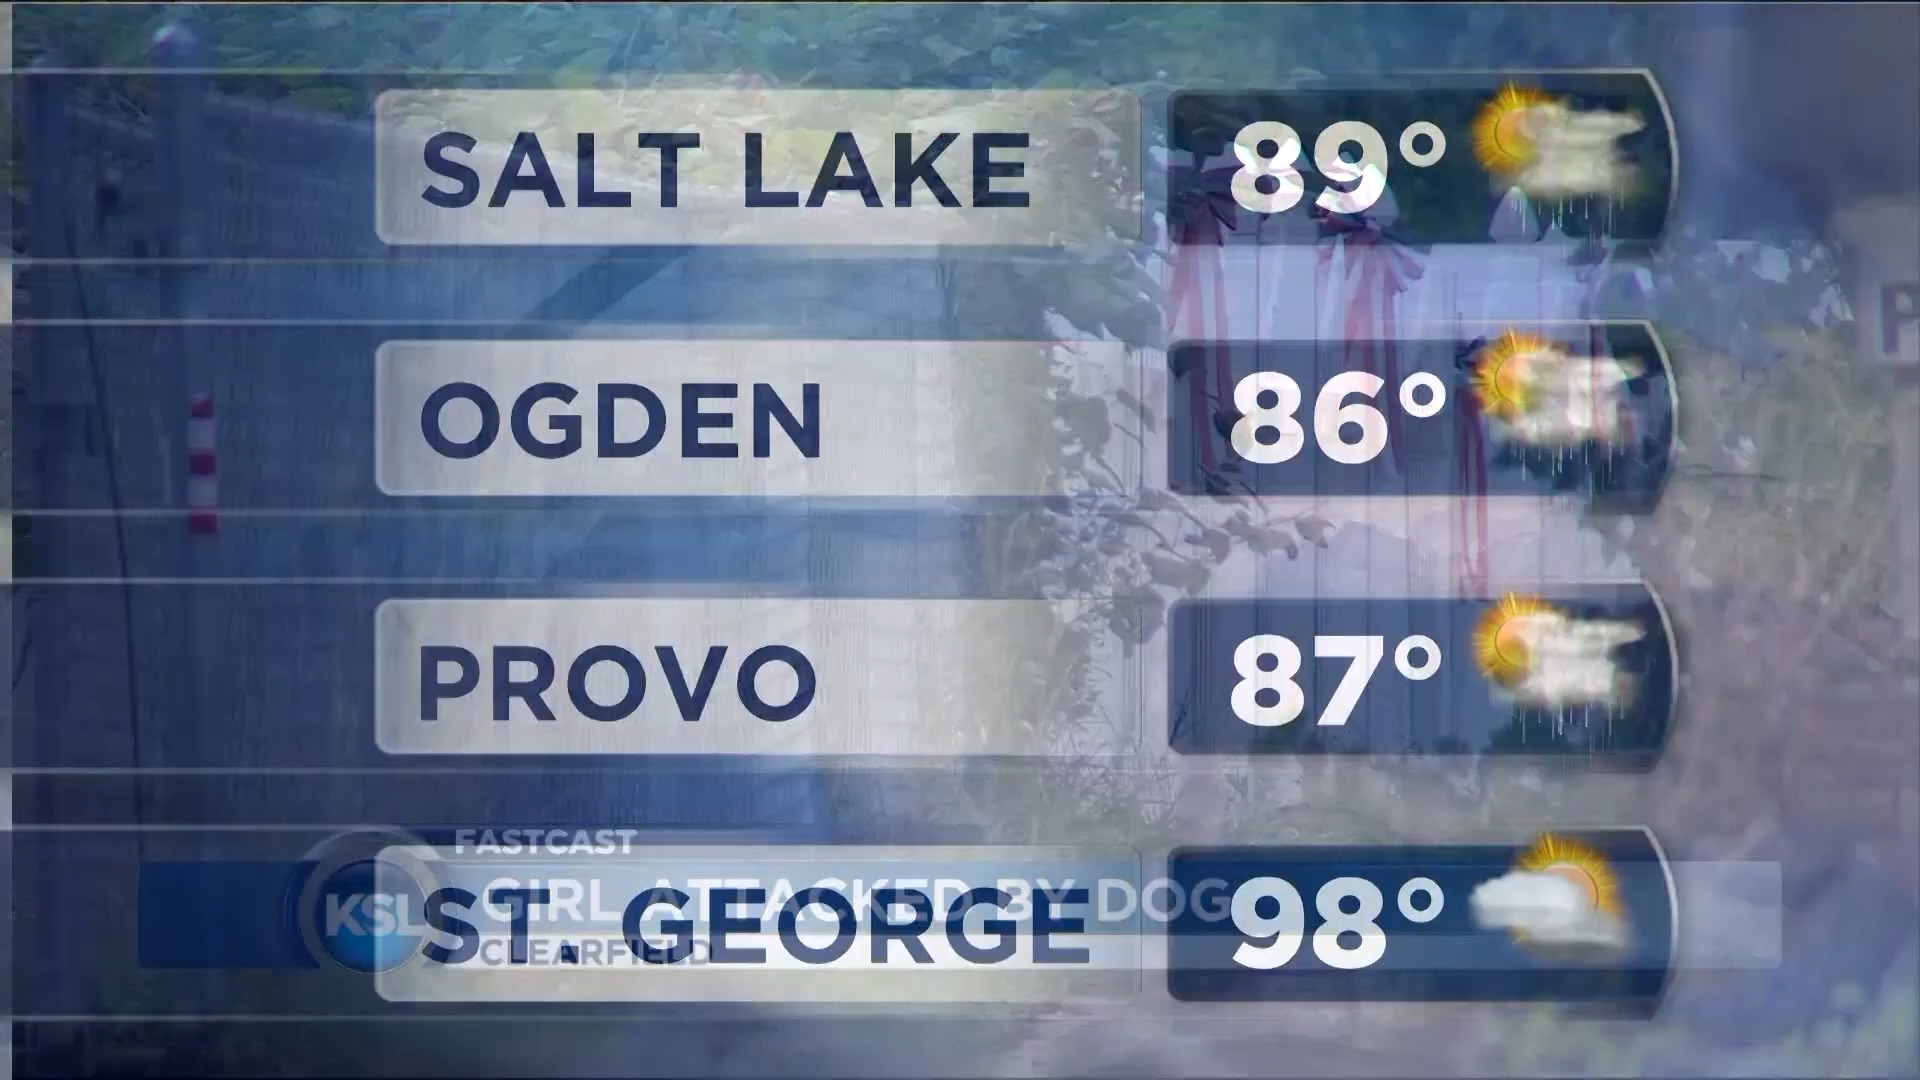 SALT LAKE 89°
OGDEN 86°
PROVO 87°
FASTCAST
ST. GEORGE 98°
KSL GIRL ATTACKED BY DOG
CLEARFIELD
P